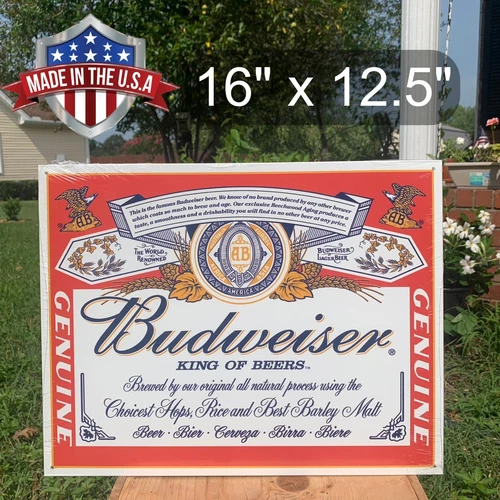 MADE IN THE U.S.A
16" x 12.5"
This is the famous Budweiser beer. We know of no brand produced by any other brewer
which costs so much to brew and age. Our exclusive Beechwood Aging produces a
taste, a smoothness and a drinkability you will find in no other beer at any price.
AB
AB
THE WORLD
RENOWNED
AB
BUDWEISER
LAGER BEER
AMERICA
GENUINE
Budweiser®
KING OF BEERS™
Brewed by our original all natural process using the
Choicest Hops, Rice and Best Barley Malt
Beer · Bier · Cerveza · Birra · Biere
GENUINE